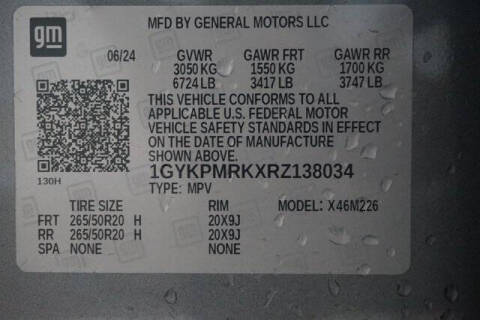 gm
MFD BY GENERAL MOTORS LLC
06/24 GVWR GAWR FRT GAWR RR
3050 KG 1550 KG 1700 KG
6724 LB 3417 LB 3747 LB
THIS VEHICLE CONFORMS TO ALL
APPLICABLE U.S. FEDERAL MOTOR
VEHICLE SAFETY STANDARDS IN EFFECT
ON THE DATE OF MANUFACTURE
SHOWN ABOVE.
130H
1GYKPMRKXRZ138034
TYPE: MPV
TIRE SIZE RIM MODEL: X46M226
FRT 265/50R20 H 20X9J
RR 265/50R20 H 20X9J
SPA NONE NONE